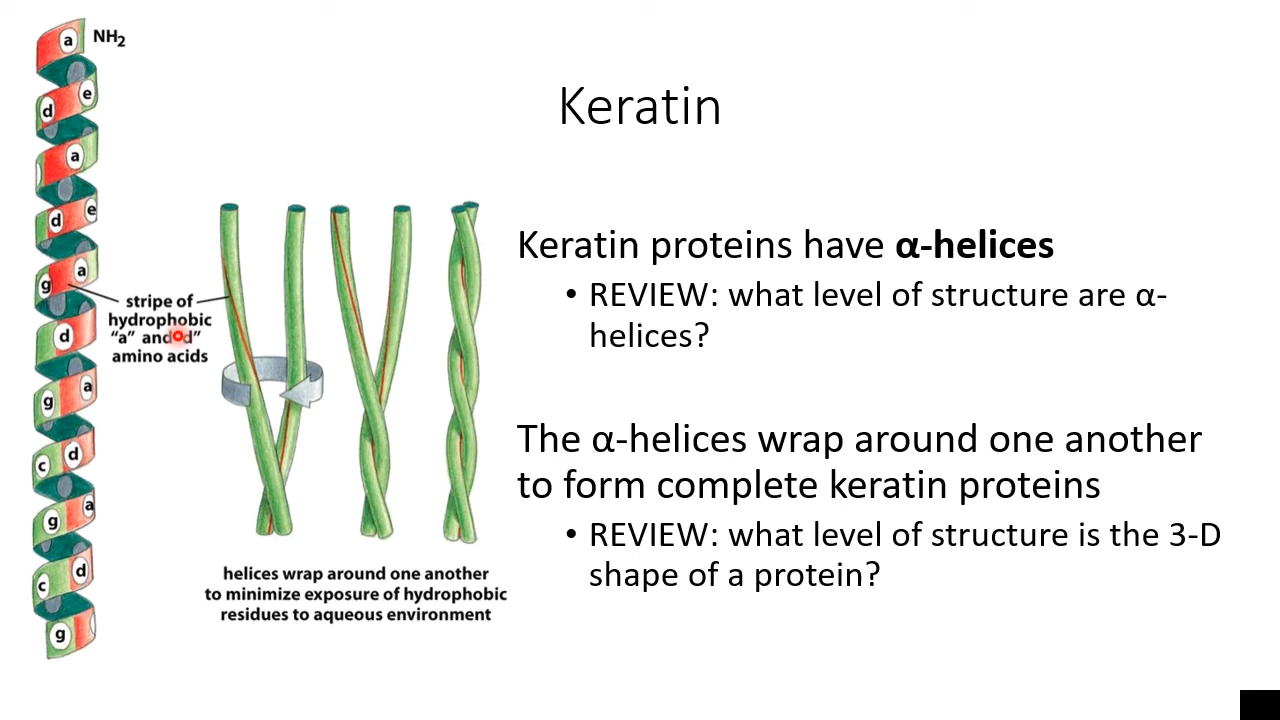 Keratin
a NH₂
e
d
a
d e
g a
d
g a
c d
g a
c d
g
stripe of
hydrophobic
"a" and "d"
amino acids
helices wrap around one another
to minimize exposure of hydrophobic
residues to aqueous environment
Keratin proteins have α-helices
• REVIEW: what level of structure are α-
helices?
The α-helices wrap around one another
to form complete keratin proteins
• REVIEW: what level of structure is the 3-D
shape of a protein?